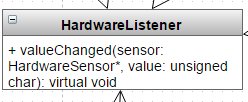 HardwareListener
+ valueChanged(sensor:
HardwareSensor*, value: unsigned
char): virtual void